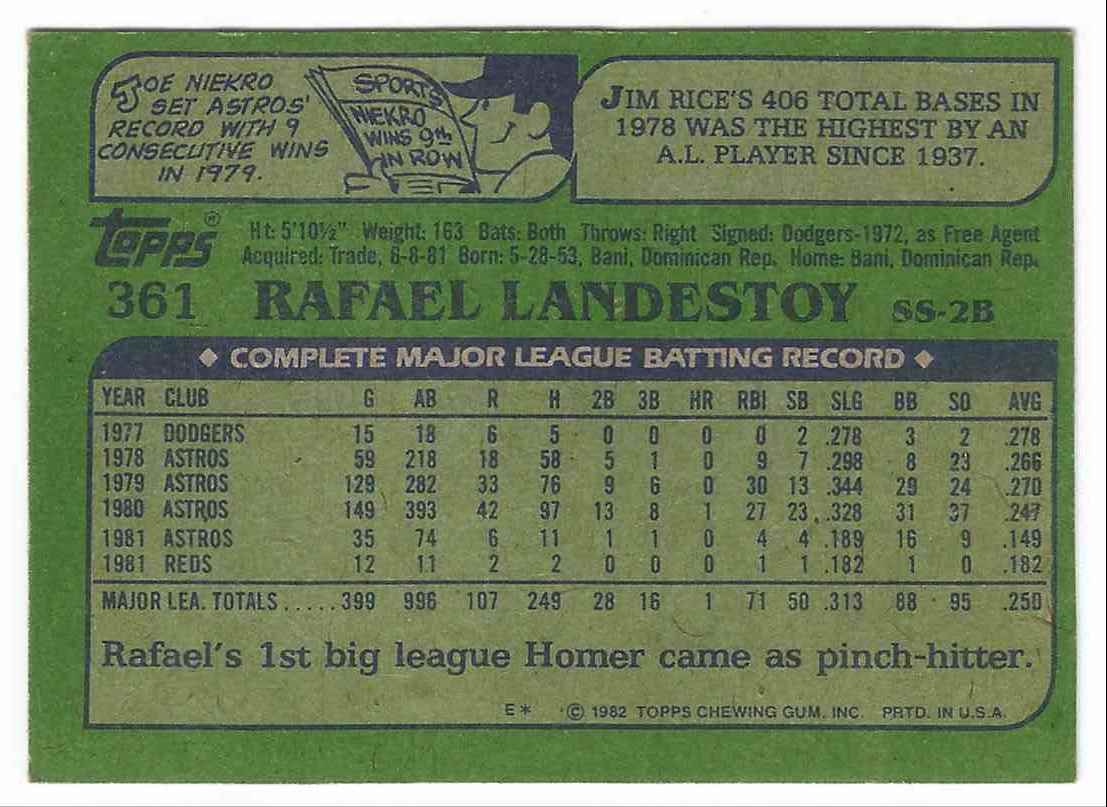 JOE NIEKRO
SET ASTROS'
RECORD WITH 9
CONSECUTIVE WINS
IN 1979.
SPORTS
NIEKRO
WINS 9th
IN ROW
JIM RICE'S 406 TOTAL BASES IN
1978 WAS THE HIGHEST BY AN
A.L. PLAYER SINCE 1937.
TOPPS®
Ht: 5'10½" Weight: 163 Bats: Both Throws: Right Signed: Dodgers-1972, as Free Agent
Acquired: Trade, 6-8-81 Born: 5-28-53, Bani, Dominican Rep. Home: Bani, Dominican Rep.
361 RAFAEL LANDESTOY SS-2B
◆ COMPLETE MAJOR LEAGUE BATTING RECORD ◆
YEAR CLUB G AB R H 2B 3B HR RBI SB SLG BB SO AVG
1977 DODGERS 15 18 6 5 0 0 0 0 2 .278 3 2 .278
1978 ASTROS 59 218 18 58 5 1 0 9 7 .298 8 23 .266
1979 ASTROS 129 282 33 76 9 6 0 30 13 .344 29 24 .270
1980 ASTROS 149 393 42 97 13 8 1 27 23 .328 31 37 .247
1981 ASTROS 35 74 6 11 1 1 0 4 4 .189 16 9 .149
1981 REDS 12 11 2 2 0 0 0 1 1 .182 1 0 .182
MAJOR LEA. TOTALS.....399 996 107 249 28 16 1 71 50 .313 88 95 .250
Rafael's 1st big league Homer came as pinch-hitter.
E* © 1982 TOPPS CHEWING GUM, INC. PRTD. IN U.S.A.